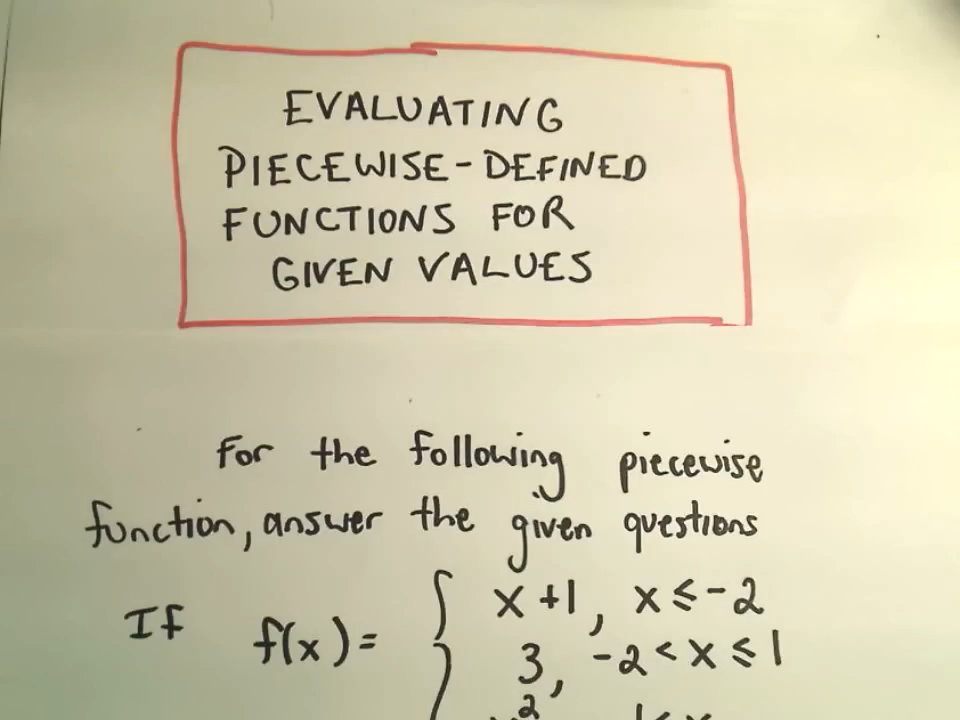 EVALUATING
PIECEWISE-DEFINED
FUNCTIONS FOR
GIVEN VALUES
For the following piecewise
function, answer the given questions
If f(x) = { x+1, x ≤ -2
3, -2 < x ≤ 1